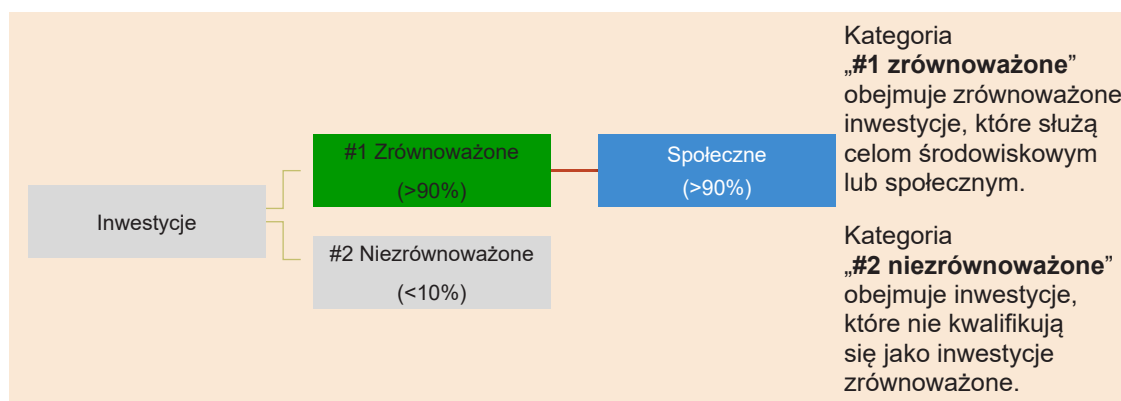 Inwestycje
#1 Zrównoważone
(>90%)
Społeczne
(>90%)
#2 Niezrównoważone
(<10%)
Kategoria
„#1 zrównoważone”
obejmuje zrównoważone
inwestycje, które służą
celom środowiskowym
lub społecznym.
Kategoria
„#2 niezrównoważone”
obejmuje inwestycje,
które nie kwalifikują
się jako inwestycje
zrównoważone.